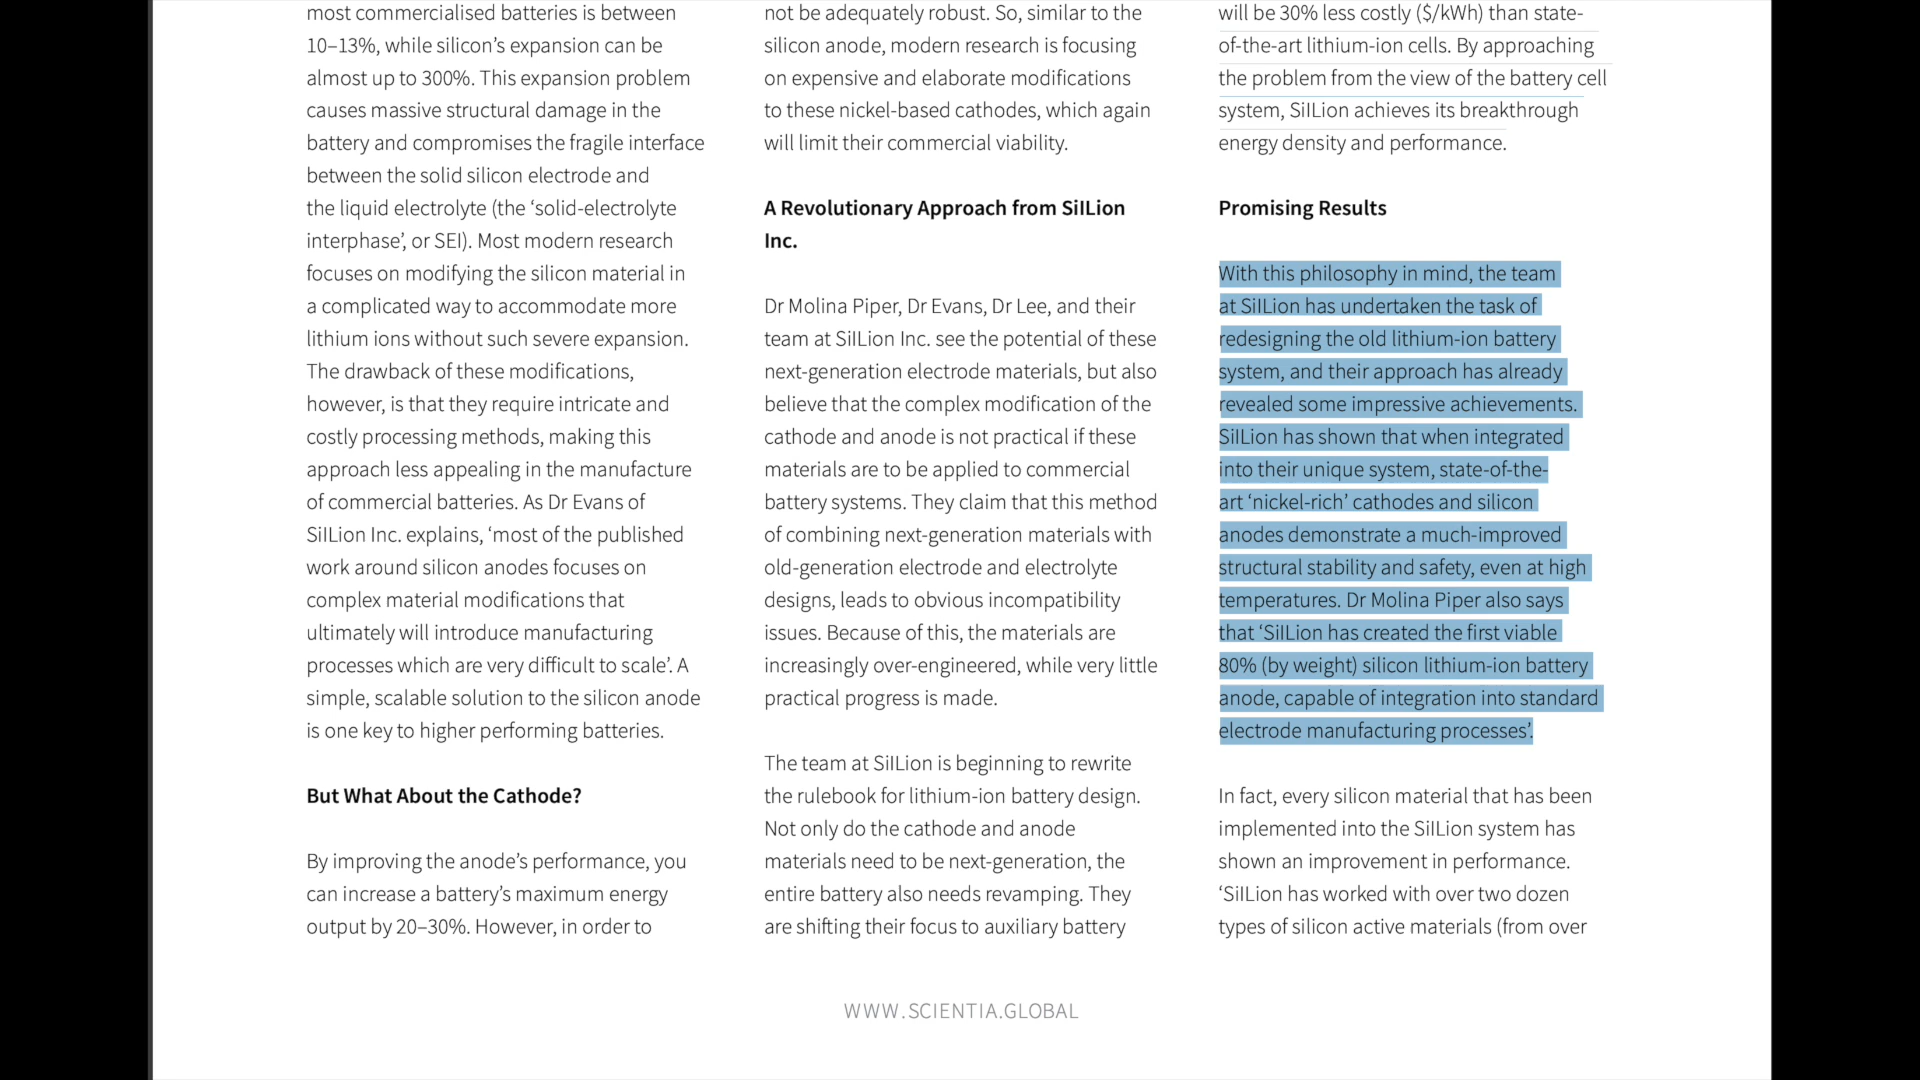 most commercialised batteries is between
10–13%, while silicon’s expansion can be
almost up to 300%. This expansion problem
causes massive structural damage in the
battery and compromises the fragile interface
between the solid silicon electrode and
the liquid electrolyte (the ‘solid-electrolyte
interphase’, or SEI). Most modern research
focuses on modifying the silicon material in
a complicated way to accommodate more
lithium ions without such severe expansion.
The drawback of these modifications,
however, is that they require intricate and
costly processing methods, making this
approach less appealing in the manufacture
of commercial batteries. As Dr Evans of
SiILion Inc. explains, ‘most of the published
work around silicon anodes focuses on
complex material modifications that
ultimately will introduce manufacturing
processes which are very difficult to scale’. A
simple, scalable solution to the silicon anode
is one key to higher performing batteries.
But What About the Cathode?
By improving the anode’s performance, you
can increase a battery’s maximum energy
output by 20–30%. However, in order to
not be adequately robust. So, similar to the
silicon anode, modern research is focusing
on expensive and elaborate modifications
to these nickel-based cathodes, which again
will limit their commercial viability.
A Revolutionary Approach from SiILion
Inc.
Dr Molina Piper, Dr Evans, Dr Lee, and their
team at SiILion Inc. see the potential of these
next-generation electrode materials, but also
believe that the complex modification of the
cathode and anode is not practical if these
materials are to be applied to commercial
battery systems. They claim that this method
of combining next-generation materials with
old-generation electrode and electrolyte
designs, leads to obvious incompatibility
issues. Because of this, the materials are
increasingly over-engineered, while very little
practical progress is made.
The team at SiILion is beginning to rewrite
the rulebook for lithium-ion battery design.
Not only do the cathode and anode
materials need to be next-generation, the
entire battery also needs revamping. They
are shifting their focus to auxiliary battery
will be 30% less costly ($/kWh) than state-
of-the-art lithium-ion cells. By approaching
the problem from the view of the battery cell
system, SiILion achieves its breakthrough
energy density and performance.
Promising Results
With this philosophy in mind, the team
at SiILion has undertaken the task of
redesigning the old lithium-ion battery
system, and their approach has already
revealed some impressive achievements.
SiILion has shown that when integrated
into their unique system, state-of-the-
art ‘nickel-rich’ cathodes and silicon
anodes demonstrate a much-improved
structural stability and safety, even at high
temperatures. Dr Molina Piper also says
that ‘SiILion has created the first viable
80% (by weight) silicon lithium-ion battery
anode, capable of integration into standard
electrode manufacturing processes’.
In fact, every silicon material that has been
implemented into the SiILion system has
shown an improvement in performance.
‘SiILion has worked with over two dozen
types of silicon active materials (from over
WWW.SCIENTIA.GLOBAL